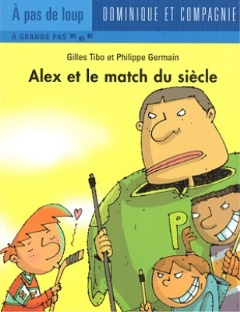 À pas de loup
DOMINIQUE ET COMPAGNIE
À GRANDS PAS
Gilles Tibo et Philippe Germain
Alex et le match du siècle
P